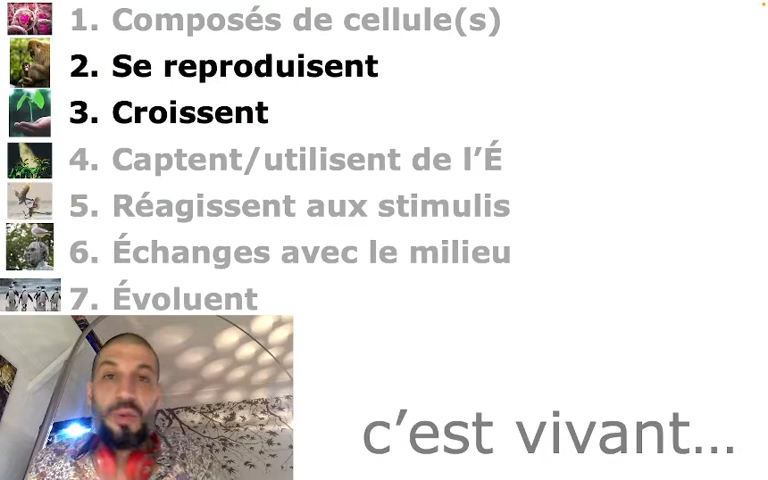 1. Composés de cellule(s)
2. Se reproduisent
3. Croissent
4. Captent/utilisent de l’É
5. Réagissent aux stimulis
6. Échanges avec le milieu
7. Évoluent
c’est vivant...